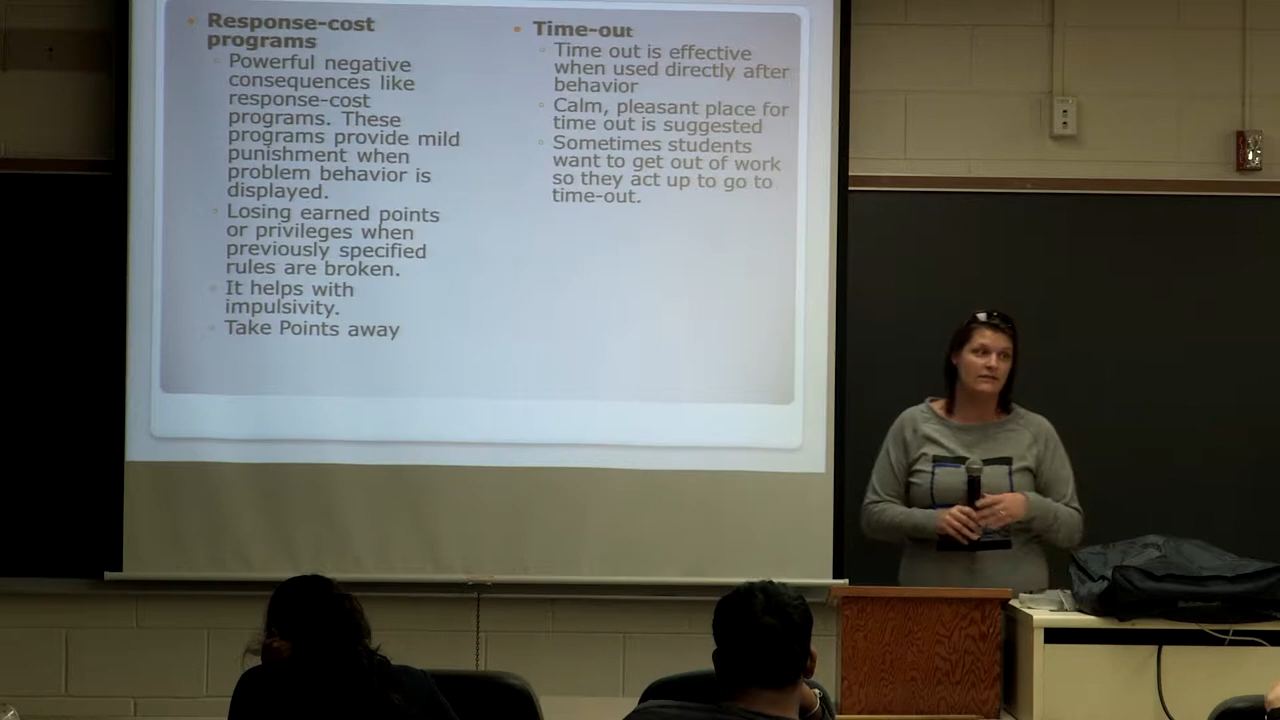 Response-cost
programs
Powerful negative
consequences like
response-cost
programs. These
programs provide mild
punishment when
problem behavior is
displayed.
Losing earned points
or privileges when
previously specified
rules are broken.
It helps with
impulsivity.
Take Points away
Time-out
Time out is effective
when used directly after
behavior
Calm, pleasant place for
time out is suggested
Sometimes students
want to get out of work
so they act up to go to
time-out.